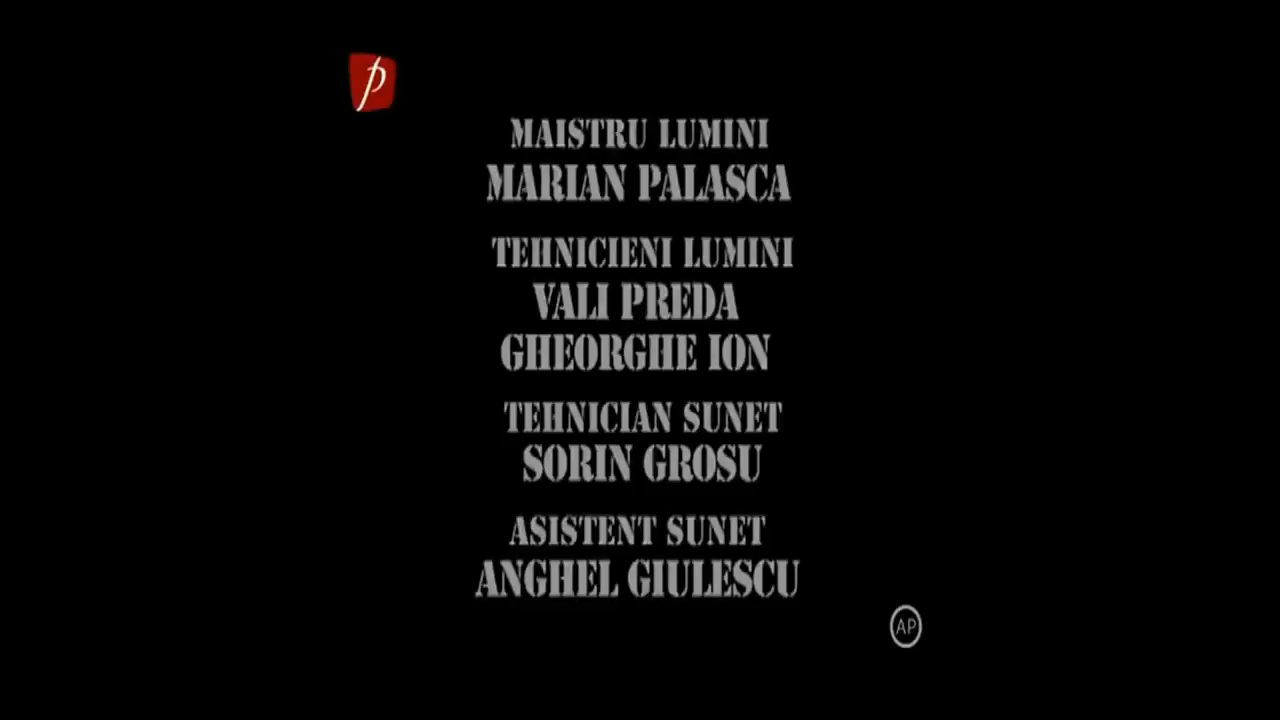 p
MAISTRU LUMINI
MARIAN PALASCA
TEHNICIENI LUMINI
VALI PREDA
GHEORGHE ION
TEHNICIAN SUNET
SORIN GROSU
ASISTENT SUNET
ANGHEL GIULESCU
AP